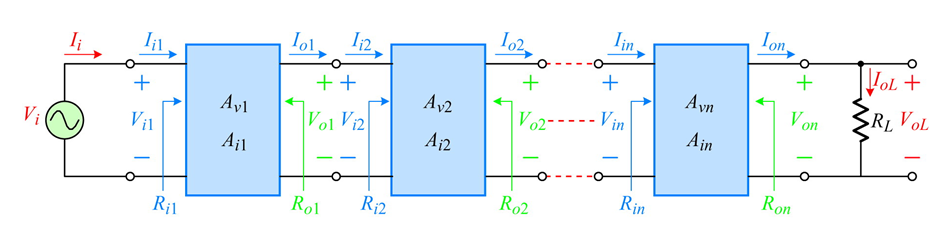 Ii Ii1 Io1 Ii2 Io2 Iin Ion
+ + + + + + +
IoL
Vi Vi1 Av1 Vo1 Vi2 Av2 Vo2 Vin Avn Von RL VoL
Ai1 Ai2 Ain
− − − − − − −
Ri1 Ro1 Ri2 Ro2 Rin Ron